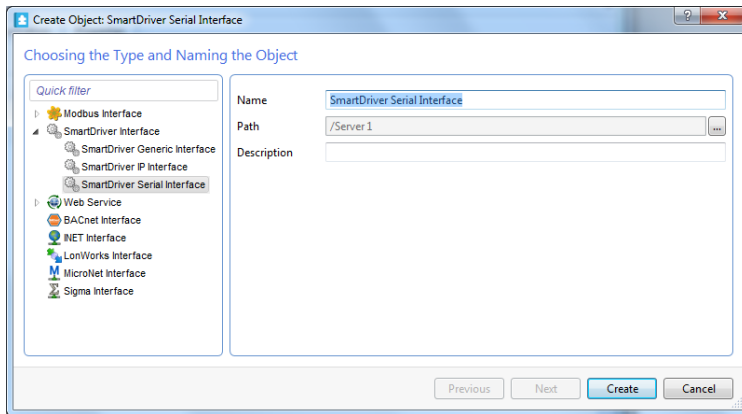 Create Object: SmartDriver Serial Interface
Choosing the Type and Naming the Object
Quick filter
Modbus Interface
SmartDriver Interface
SmartDriver Generic Interface
SmartDriver IP Interface
SmartDriver Serial Interface
Web Service
BACnet Interface
INET Interface
LonWorks Interface
MicroNet Interface
Sigma Interface
Name SmartDriver Serial Interface
Path /Server 1 ...
Description
Previous Next Create Cancel